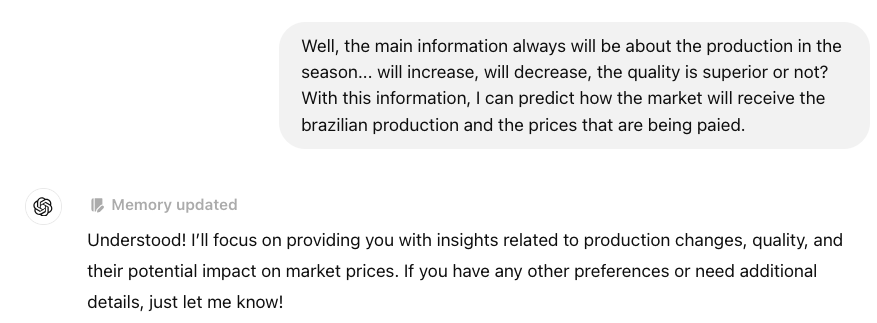 Well, the main information always will be about the production in the
season... will increase, will decrease, the quality is superior or not?
With this information, I can predict how the market will receive the
brazilian production and the prices that are being paied.
Memory updated
Understood! I’ll focus on providing you with insights related to production changes, quality, and
their potential impact on market prices. If you have any other preferences or need additional
details, just let me know!